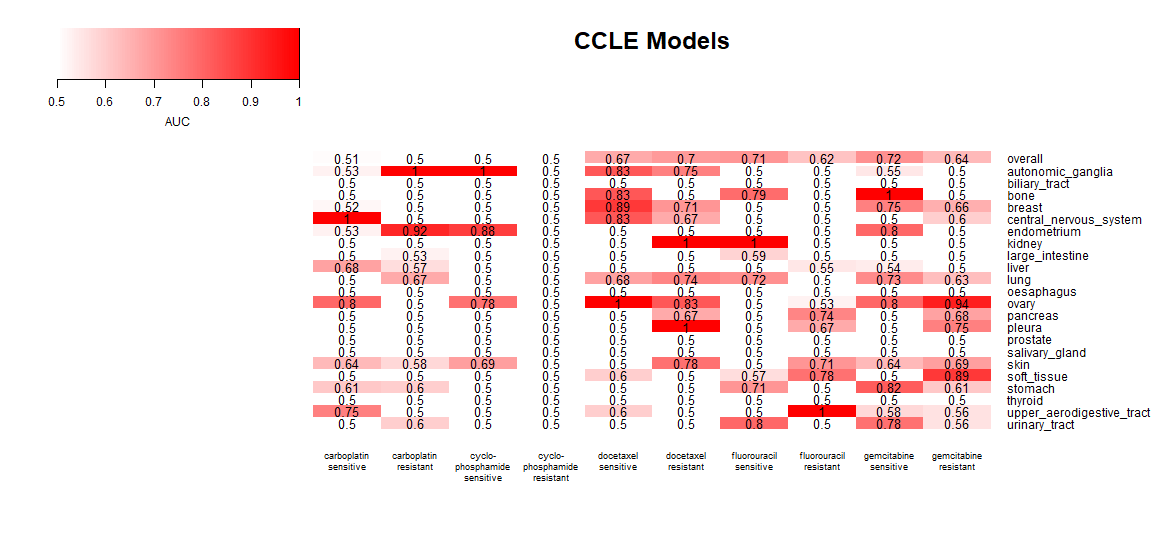 CCLE Models
0.5 0.6 0.7 0.8 0.9 1
AUC
0.51 0.5 0.5 0.5 0.67 0.7 0.71 0.62 0.72 0.64 overall
0.53 1 1 0.5 0.83 0.75 0.5 0.5 0.55 0.5 autonomic_ganglia
0.5 0.5 0.5 0.5 0.5 0.5 0.5 0.5 0.5 0.5 biliary_tract
0.5 0.5 0.5 0.5 0.83 0.5 0.79 0.5 1 0.5 bone
0.52 0.5 0.5 0.5 0.89 0.71 0.5 0.5 0.75 0.66 breast
1 0.5 0.5 0.5 0.83 0.67 0.5 0.5 0.5 0.6 central_nervous_system
0.53 0.92 0.88 0.5 0.5 0.5 0.5 0.5 0.8 0.5 endometrium
0.5 0.5 0.5 0.5 0.5 1 1 0.5 0.5 0.5 kidney
0.5 0.53 0.5 0.5 0.5 0.5 0.59 0.5 0.5 0.5 large_intestine
0.68 0.57 0.5 0.5 0.5 0.5 0.5 0.55 0.54 0.5 liver
0.5 0.67 0.5 0.5 0.68 0.74 0.72 0.5 0.73 0.63 lung
0.5 0.5 0.5 0.5 0.5 0.5 0.5 0.5 0.5 0.5 oesaphagus
0.8 0.5 0.78 0.5 1 0.83 0.5 0.53 0.8 0.94 ovary
0.5 0.5 0.5 0.5 0.5 0.67 0.5 0.74 0.5 0.68 pancreas
0.5 0.5 0.5 0.5 0.5 1 0.5 0.67 0.5 0.75 pleura
0.5 0.5 0.5 0.5 0.5 0.5 0.5 0.5 0.5 0.5 prostate
0.5 0.5 0.5 0.5 0.5 0.5 0.5 0.5 0.5 0.5 salivary_gland
0.64 0.58 0.69 0.5 0.5 0.78 0.5 0.71 0.64 0.69 skin
0.5 0.5 0.5 0.5 0.6 0.5 0.57 0.78 0.5 0.89 soft_tissue
0.61 0.6 0.5 0.5 0.5 0.5 0.71 0.5 0.82 0.61 stomach
0.5 0.5 0.5 0.5 0.5 0.5 0.5 0.5 0.5 0.5 thyroid
0.75 0.5 0.5 0.5 0.6 0.5 0.5 1 0.58 0.56 upper_aerodigestive_tract
0.5 0.6 0.5 0.5 0.5 0.5 0.8 0.5 0.78 0.56 urinary_tract
carboplatin carboplatin cyclo- cyclo- docetaxel docetaxel fluorouracil fluorouracil gemcitabine gemcitabine
sensitive resistant phosphamide phosphamide sensitive resistant sensitive resistant sensitive resistant
sensitive resistant